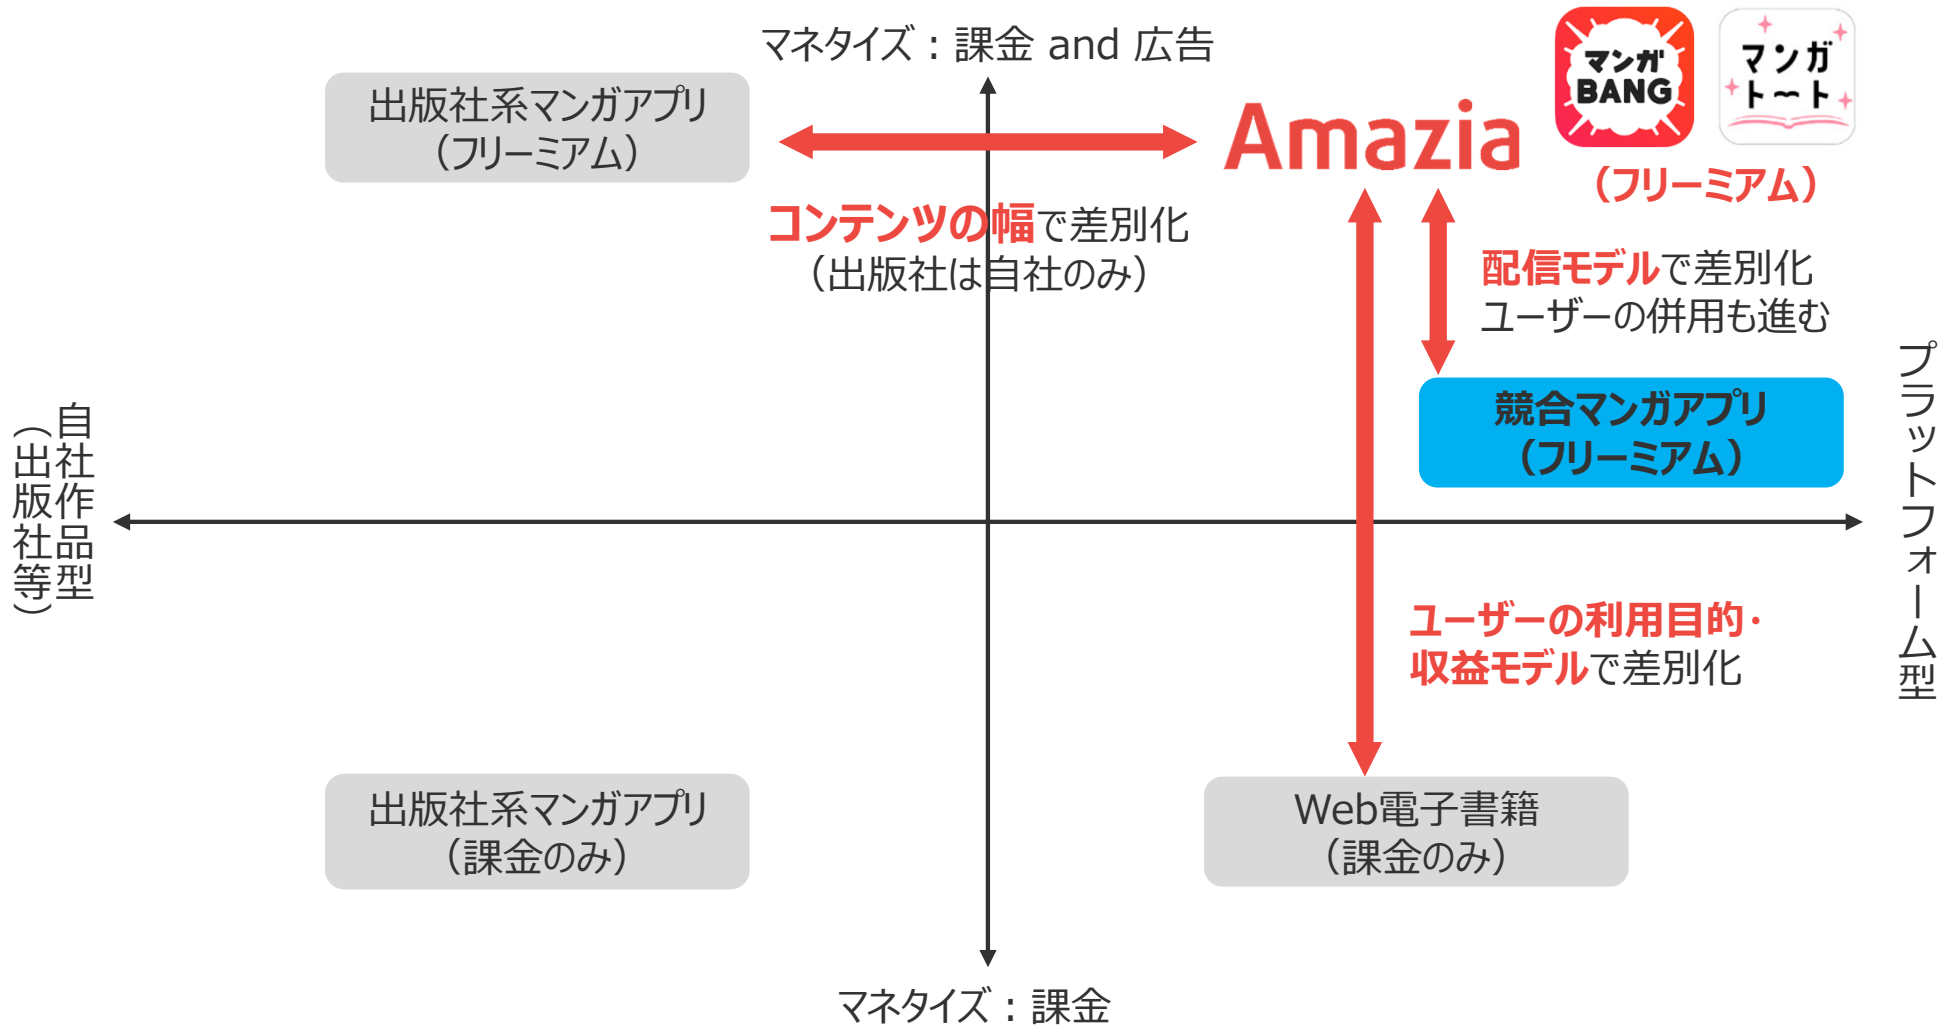 マネタイズ：課金 and 広告
出版社系マンガアプリ
（フリーミアム）
Amazia
マンガ
BANG
マンガ
トート
（フリーミアム）
コンテンツの幅で差別化
（出版社は自社のみ）
配信モデルで差別化
ユーザーの併用も進む
競合マンガアプリ
（フリーミアム）
自社作品型
（出版社等）
プラットフォーム型
ユーザーの利用目的・
収益モデルで差別化
出版社系マンガアプリ
（課金のみ）
Web電子書籍
（課金のみ）
マネタイズ：課金